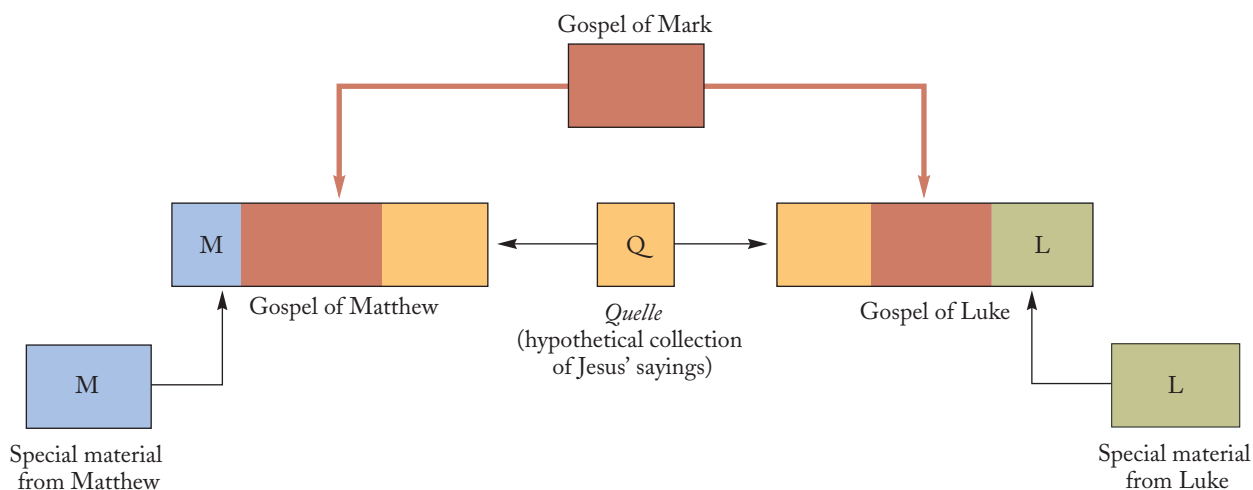 Gospel of Mark
M
Q
L
Gospel of Matthew
Quelle
(hypothetical collection
of Jesus’ sayings)
Gospel of Luke
M
L
Special material
from Matthew
Special material
from Luke